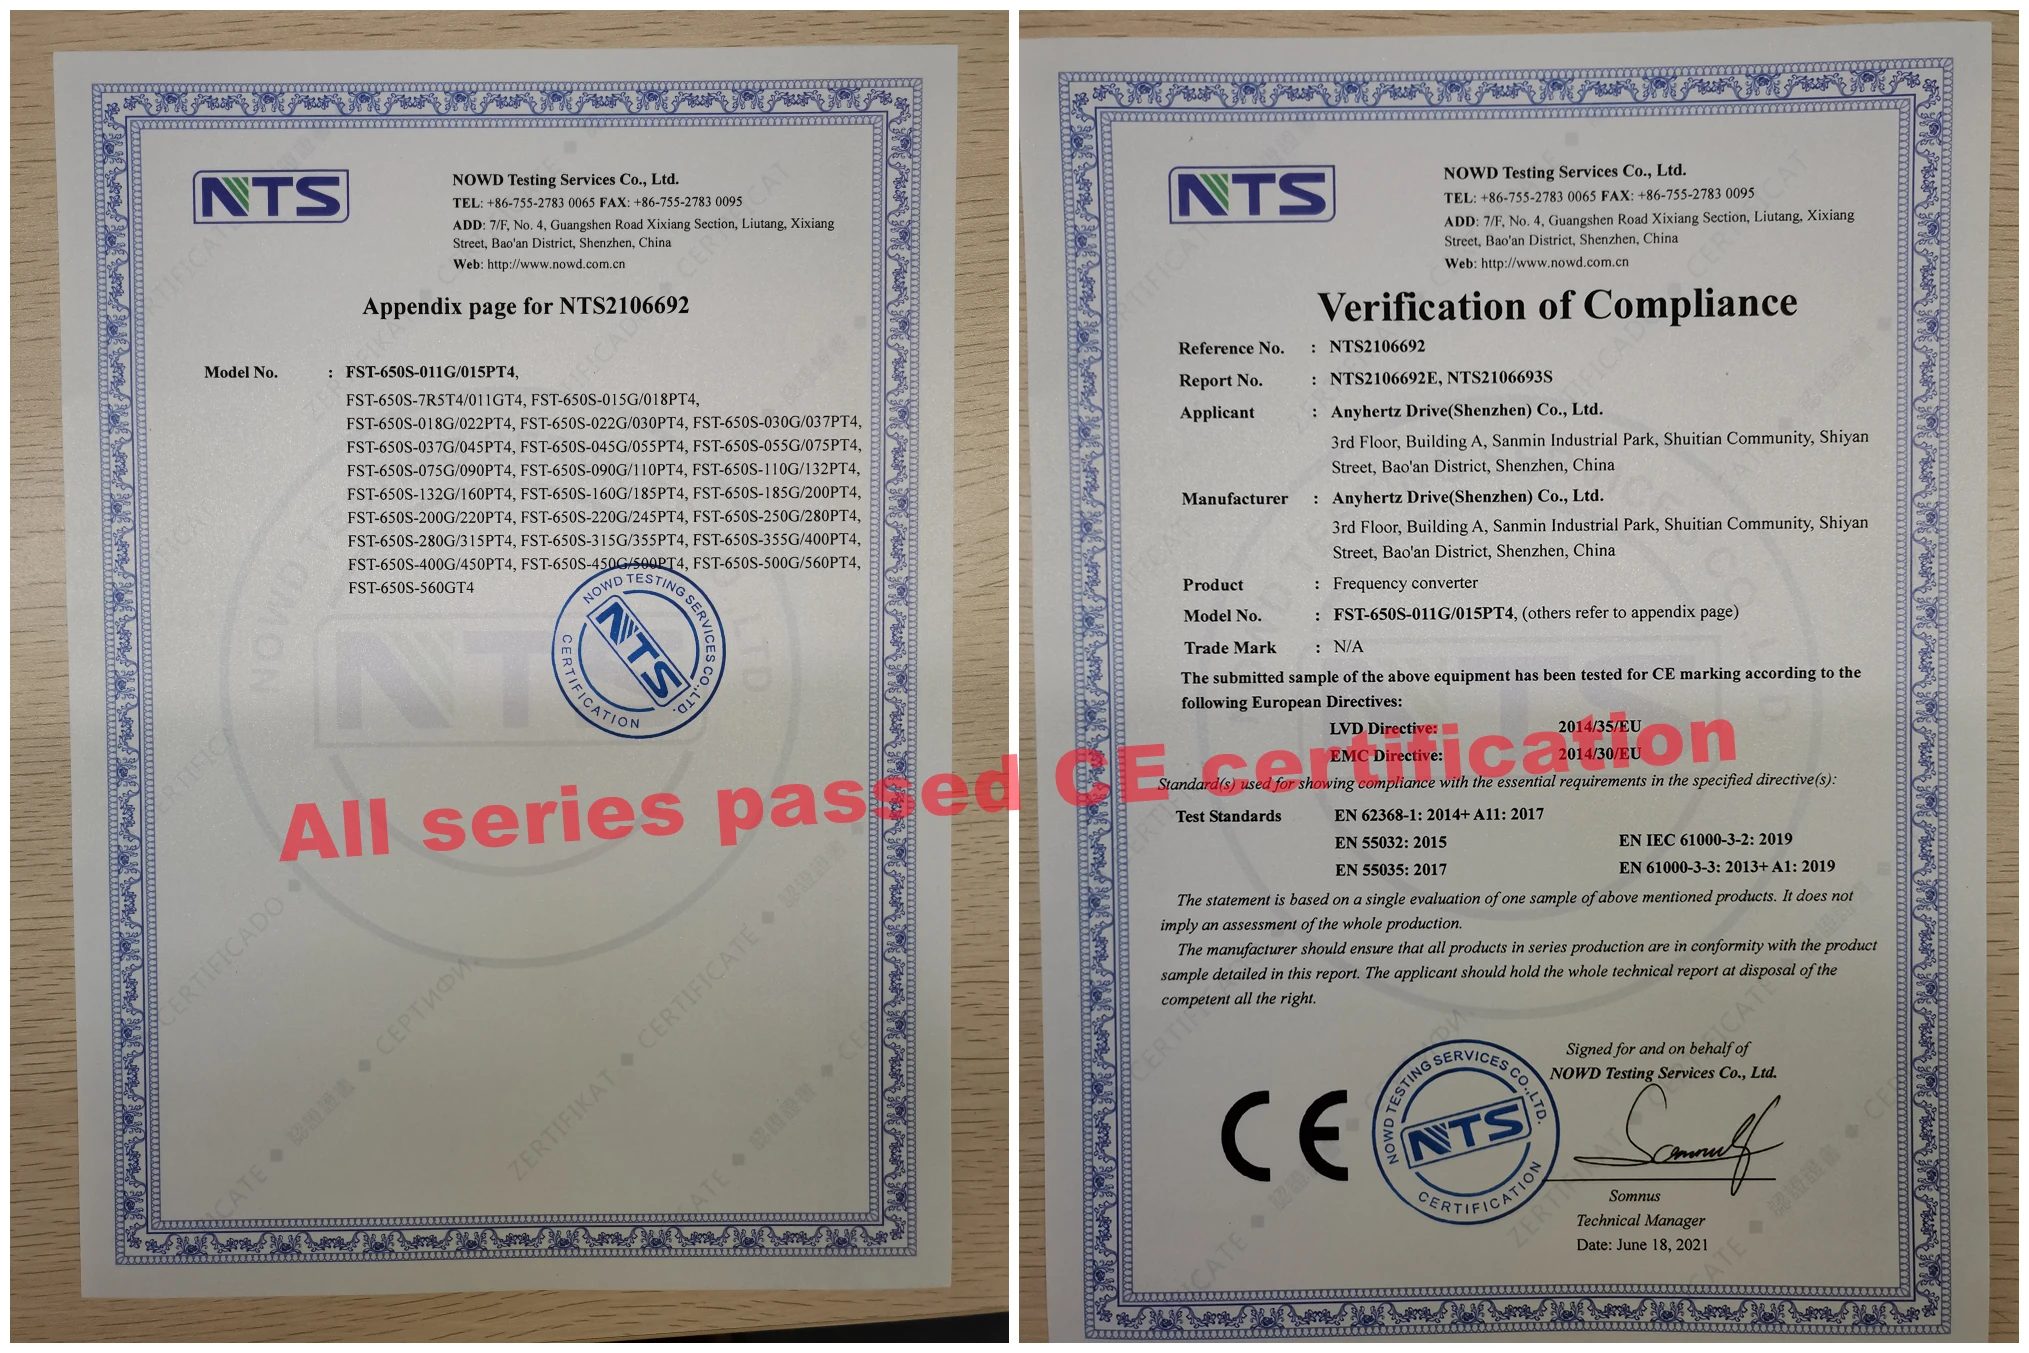 NTS
NOWD Testing Services Co., Ltd.
TEL: +86-755-2783 0065 FAX: +86-755-2783 0095
ADD: 7/F, No. 4, Guangshen Road Xixiang Section, Liutang, Xixiang
Street, Bao'an District, Shenzhen, China
Web: http://www.nowd.com.cn
Appendix page for NTS2106692
Model No. : FST-650S-011G/015PT4,
FST-650S-7R5T4/011GT4, FST-650S-015G/018PT4,
FST-650S-018G/022PT4, FST-650S-022G/030PT4, FST-650S-030G/037PT4,
FST-650S-037G/045PT4, FST-650S-045G/055PT4, FST-650S-055G/075PT4,
FST-650S-075G/090PT4, FST-650S-090G/110PT4, FST-650S-110G/132PT4,
FST-650S-132G/160PT4, FST-650S-160G/185PT4, FST-650S-185G/200PT4,
FST-650S-200G/220PT4, FST-650S-220G/245PT4, FST-650S-250G/280PT4,
FST-650S-280G/315PT4, FST-650S-315G/355PT4, FST-650S-355G/400PT4,
FST-650S-400G/450PT4, FST-650S-450G/500PT4, FST-650S-500G/560PT4,
FST-650S-560GT4
NOWD TESTING SERVICES CO.,LTD.
NTS
CERTIFICATION
All series passed CE certification
NTS
NOWD Testing Services Co., Ltd.
TEL: +86-755-2783 0065 FAX: +86-755-2783 0095
ADD: 7/F, No. 4, Guangshen Road Xixiang Section, Liutang, Xixiang
Street, Bao'an District, Shenzhen, China
Web: http://www.nowd.com.cn
Verification of Compliance
Reference No. : NTS2106692
Report No. : NTS2106692E, NTS2106693S
Applicant : Anyhertz Drive(Shenzhen) Co., Ltd.
3rd Floor, Building A, Sanmin Industrial Park, Shuitian Community, Shiyan
Street, Bao'an District, Shenzhen, China
Manufacturer : Anyhertz Drive(Shenzhen) Co., Ltd.
3rd Floor, Building A, Sanmin Industrial Park, Shuitian Community, Shiyan
Street, Bao'an District, Shenzhen, China
Product : Frequency converter
Model No. : FST-650S-011G/015PT4, (others refer to appendix page)
Trade Mark : N/A
The submitted sample of the above equipment has been tested for CE marking according to the
following European Directives:
LVD Directive: 2014/35/EU
EMC Directive: 2014/30/EU
Standard(s) used for showing compliance with the essential requirements in the specified directive(s):
Test Standards EN 62368-1: 2014+ A11: 2017
EN 55032: 2015 EN IEC 61000-3-2: 2019
EN 55035: 2017 EN 61000-3-3: 2013+ A1: 2019
The statement is based on a single evaluation of one sample of above mentioned products. It does not
imply an assessment of the whole production.
The manufacturer should ensure that all products in series production are in conformity with the product
sample detailed in this report. The applicant should hold the whole technical report at disposal of the
competent all the right.
Signed for and on behalf of
NOWD Testing Services Co., Ltd.
CE
NOWD TESTING SERVICES CO.,LTD.
NTS
CERTIFICATION
Somnus
Technical Manager
Date: June 18, 2021